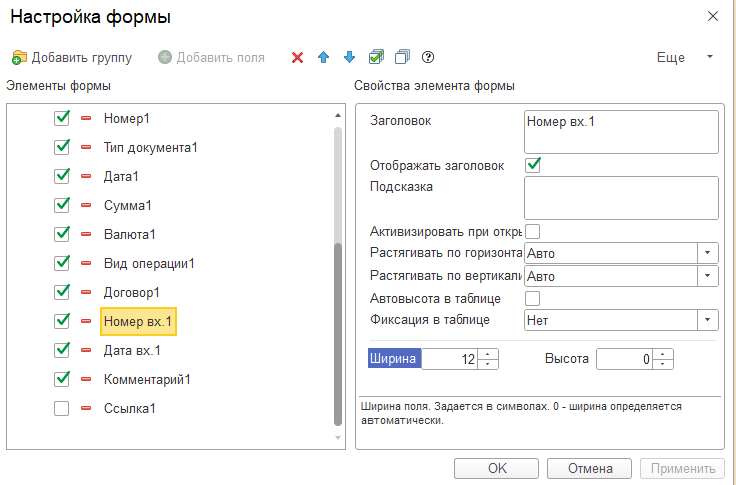 Настройка формы
Добавить группу
Добавить поля
Еще
Элементы формы
Свойства элемента формы
Номер1
Тип документа1
Дата1
Сумма1
Валюта1
Вид операции1
Договор1
Номер вх.1
Дата вх.1
Комментарий1
Ссылка1
Заголовок
Номер вх.1
Отображать заголовок
Подсказка
Активизировать при откры
Растягивать по горизонта
Авто
Растягивать по вертикали
Авто
Автовысота в таблице
Фиксация в таблице
Нет
Ширина 12 Высота 0
Ширина поля. Задается в символах. 0 - ширина определяется
автоматически.
OK Отмена Применить